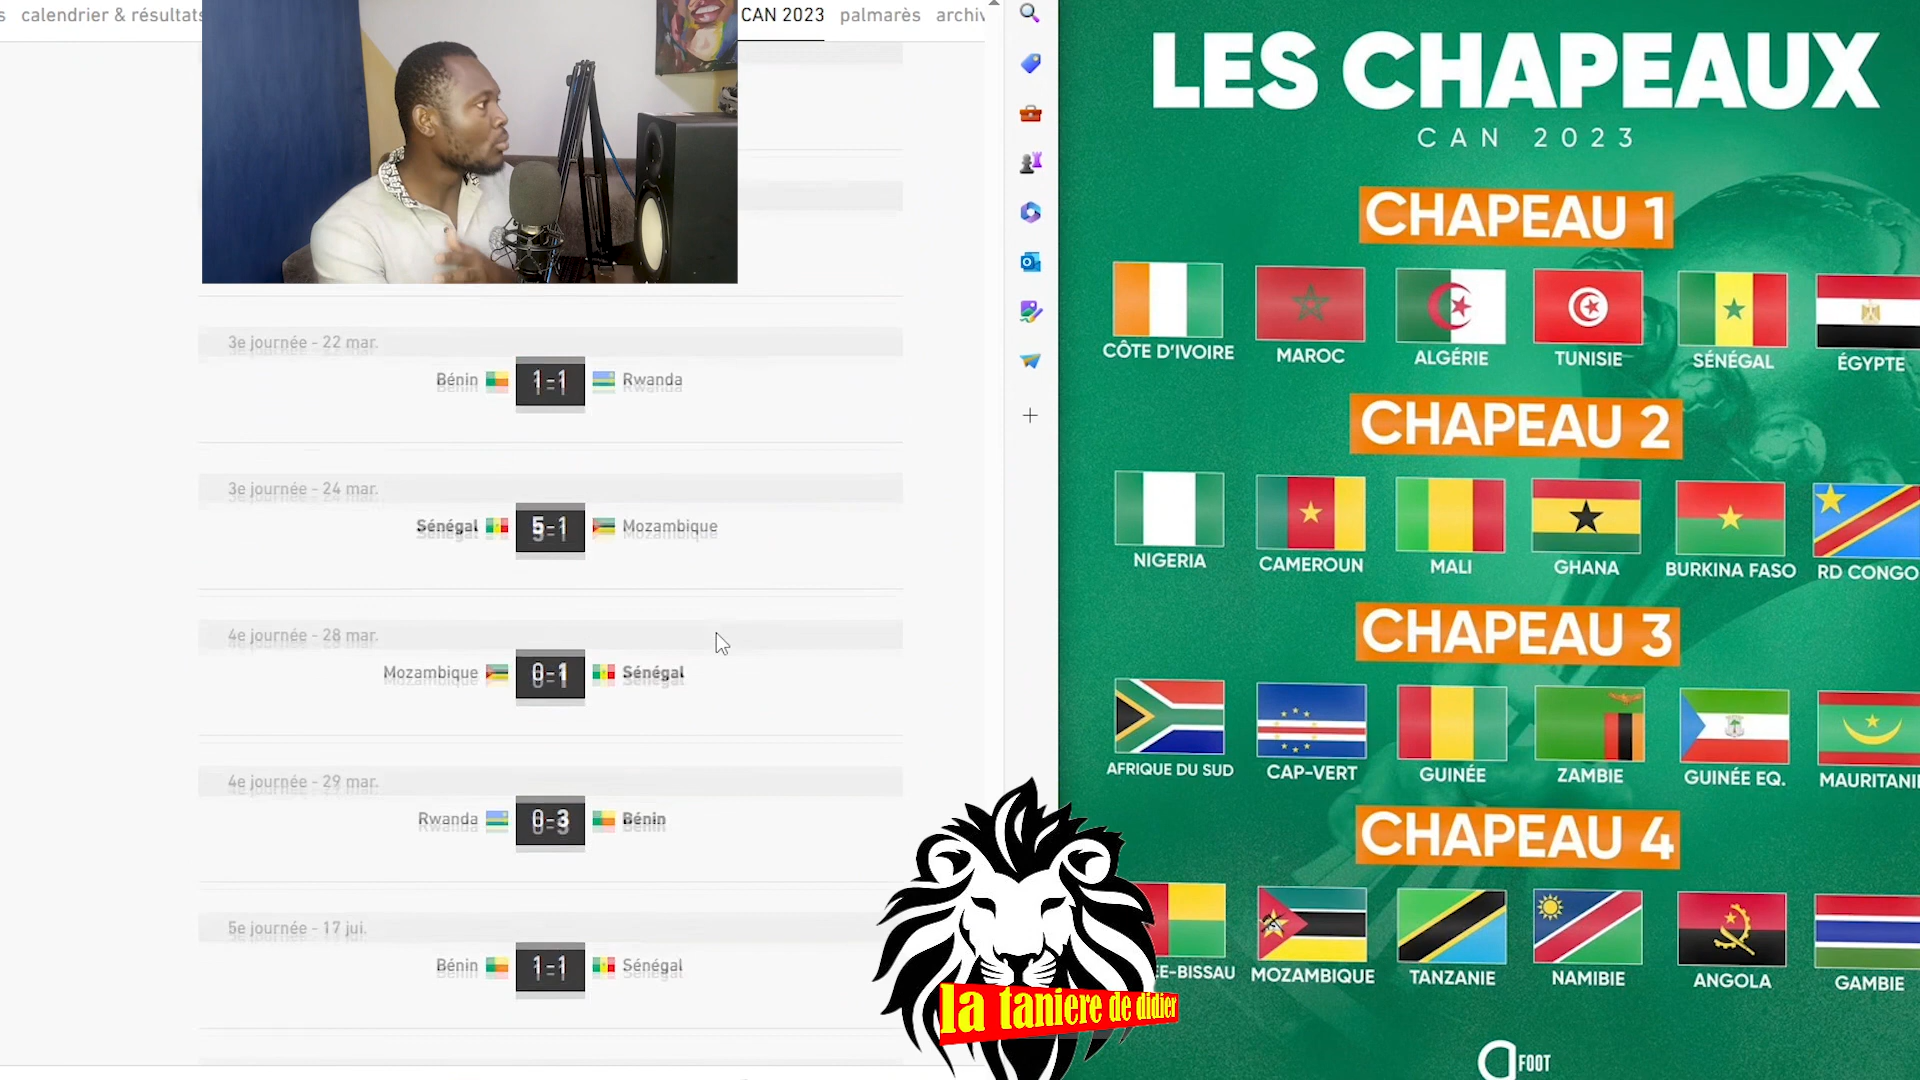 s calendrier & résultats
CAN 2023 palmarès archiv
3e journée - 22 mar.
Bénin 1-1 Rwanda
3e journée - 24 mar.
Sénégal 5-1 Mozambique
4e journée - 28 mar.
Mozambique 0-1 Sénégal
4e journée - 29 mar.
Rwanda 0-3 Bénin
5e journée - 17 jui.
Bénin 1-1 Sénégal
LES CHAPEAUX
CAN 2023
CHAPEAU 1
CÔTE D'IVOIRE MAROC ALGÉRIE TUNISIE SÉNÉGAL ÉGYPTE
CHAPEAU 2
NIGERIA CAMEROUN MALI GHANA BURKINA FASO RD CONGO
CHAPEAU 3
AFRIQUE DU SUD CAP-VERT GUINÉE ZAMBIE GUINÉE EQ. MAURITANI
CHAPEAU 4
E-BISSAU MOZAMBIQUE TANZANIE NAMIBIE ANGOLA GAMBIE
FOOT
la taniere de didier